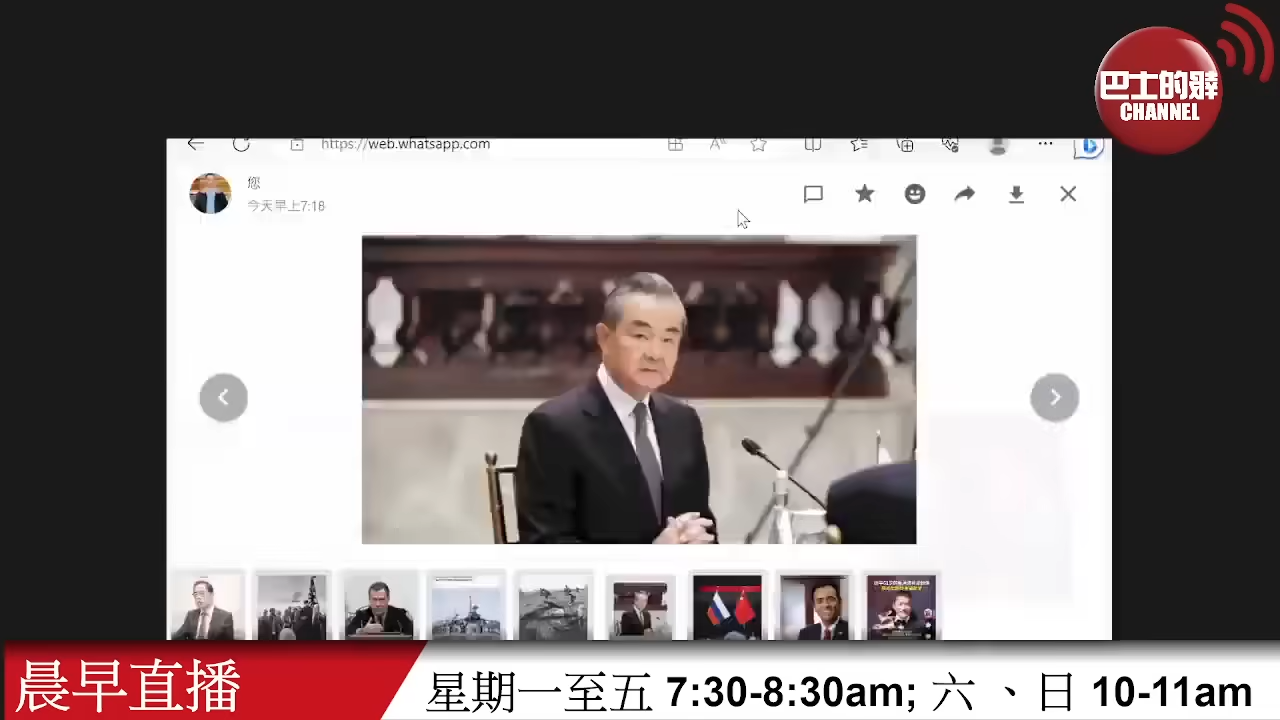 巴士的報
CHANNEL
https://web.whatsapp.com
您
今天早上7:18
晨早直播
星期一至五 7:30-8:30am; 六 、日 10-11am